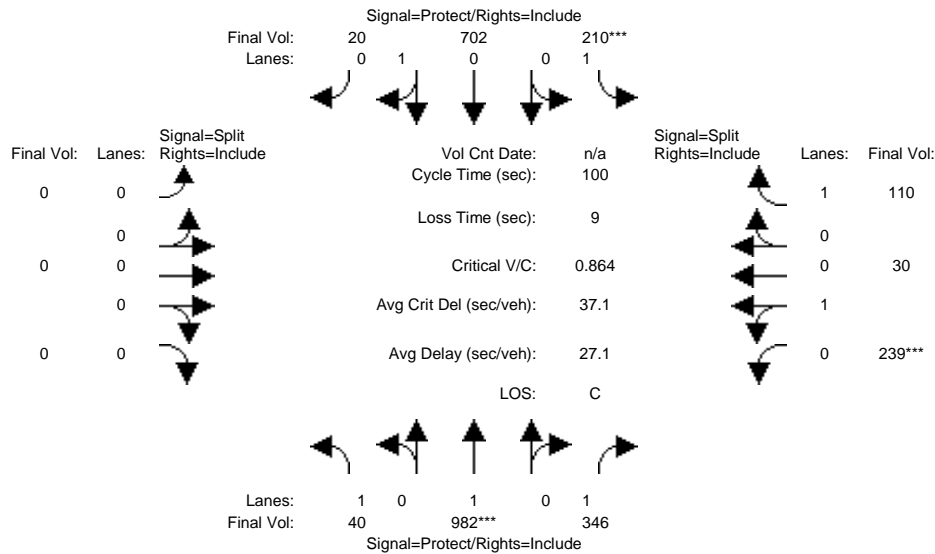 Signal=Protect/Rights=Include
Final Vol: 20 702 210***
Lanes: 0 1 0 0 1
Signal=Split Signal=Split
Final Vol: Lanes: Rights=Include Vol Cnt Date: n/a Rights=Include Lanes: Final Vol:
Cycle Time (sec): 100
0 0 1 110
Loss Time (sec): 9
0 0
0 0 Critical V/C: 0.864 0 30
0 Avg Crit Del (sec/veh): 37.1 1
0 0 Avg Delay (sec/veh): 27.1 0 239***
LOS: C
Lanes: 1 0 1 0 1
Final Vol: 40 982*** 346
Signal=Protect/Rights=Include